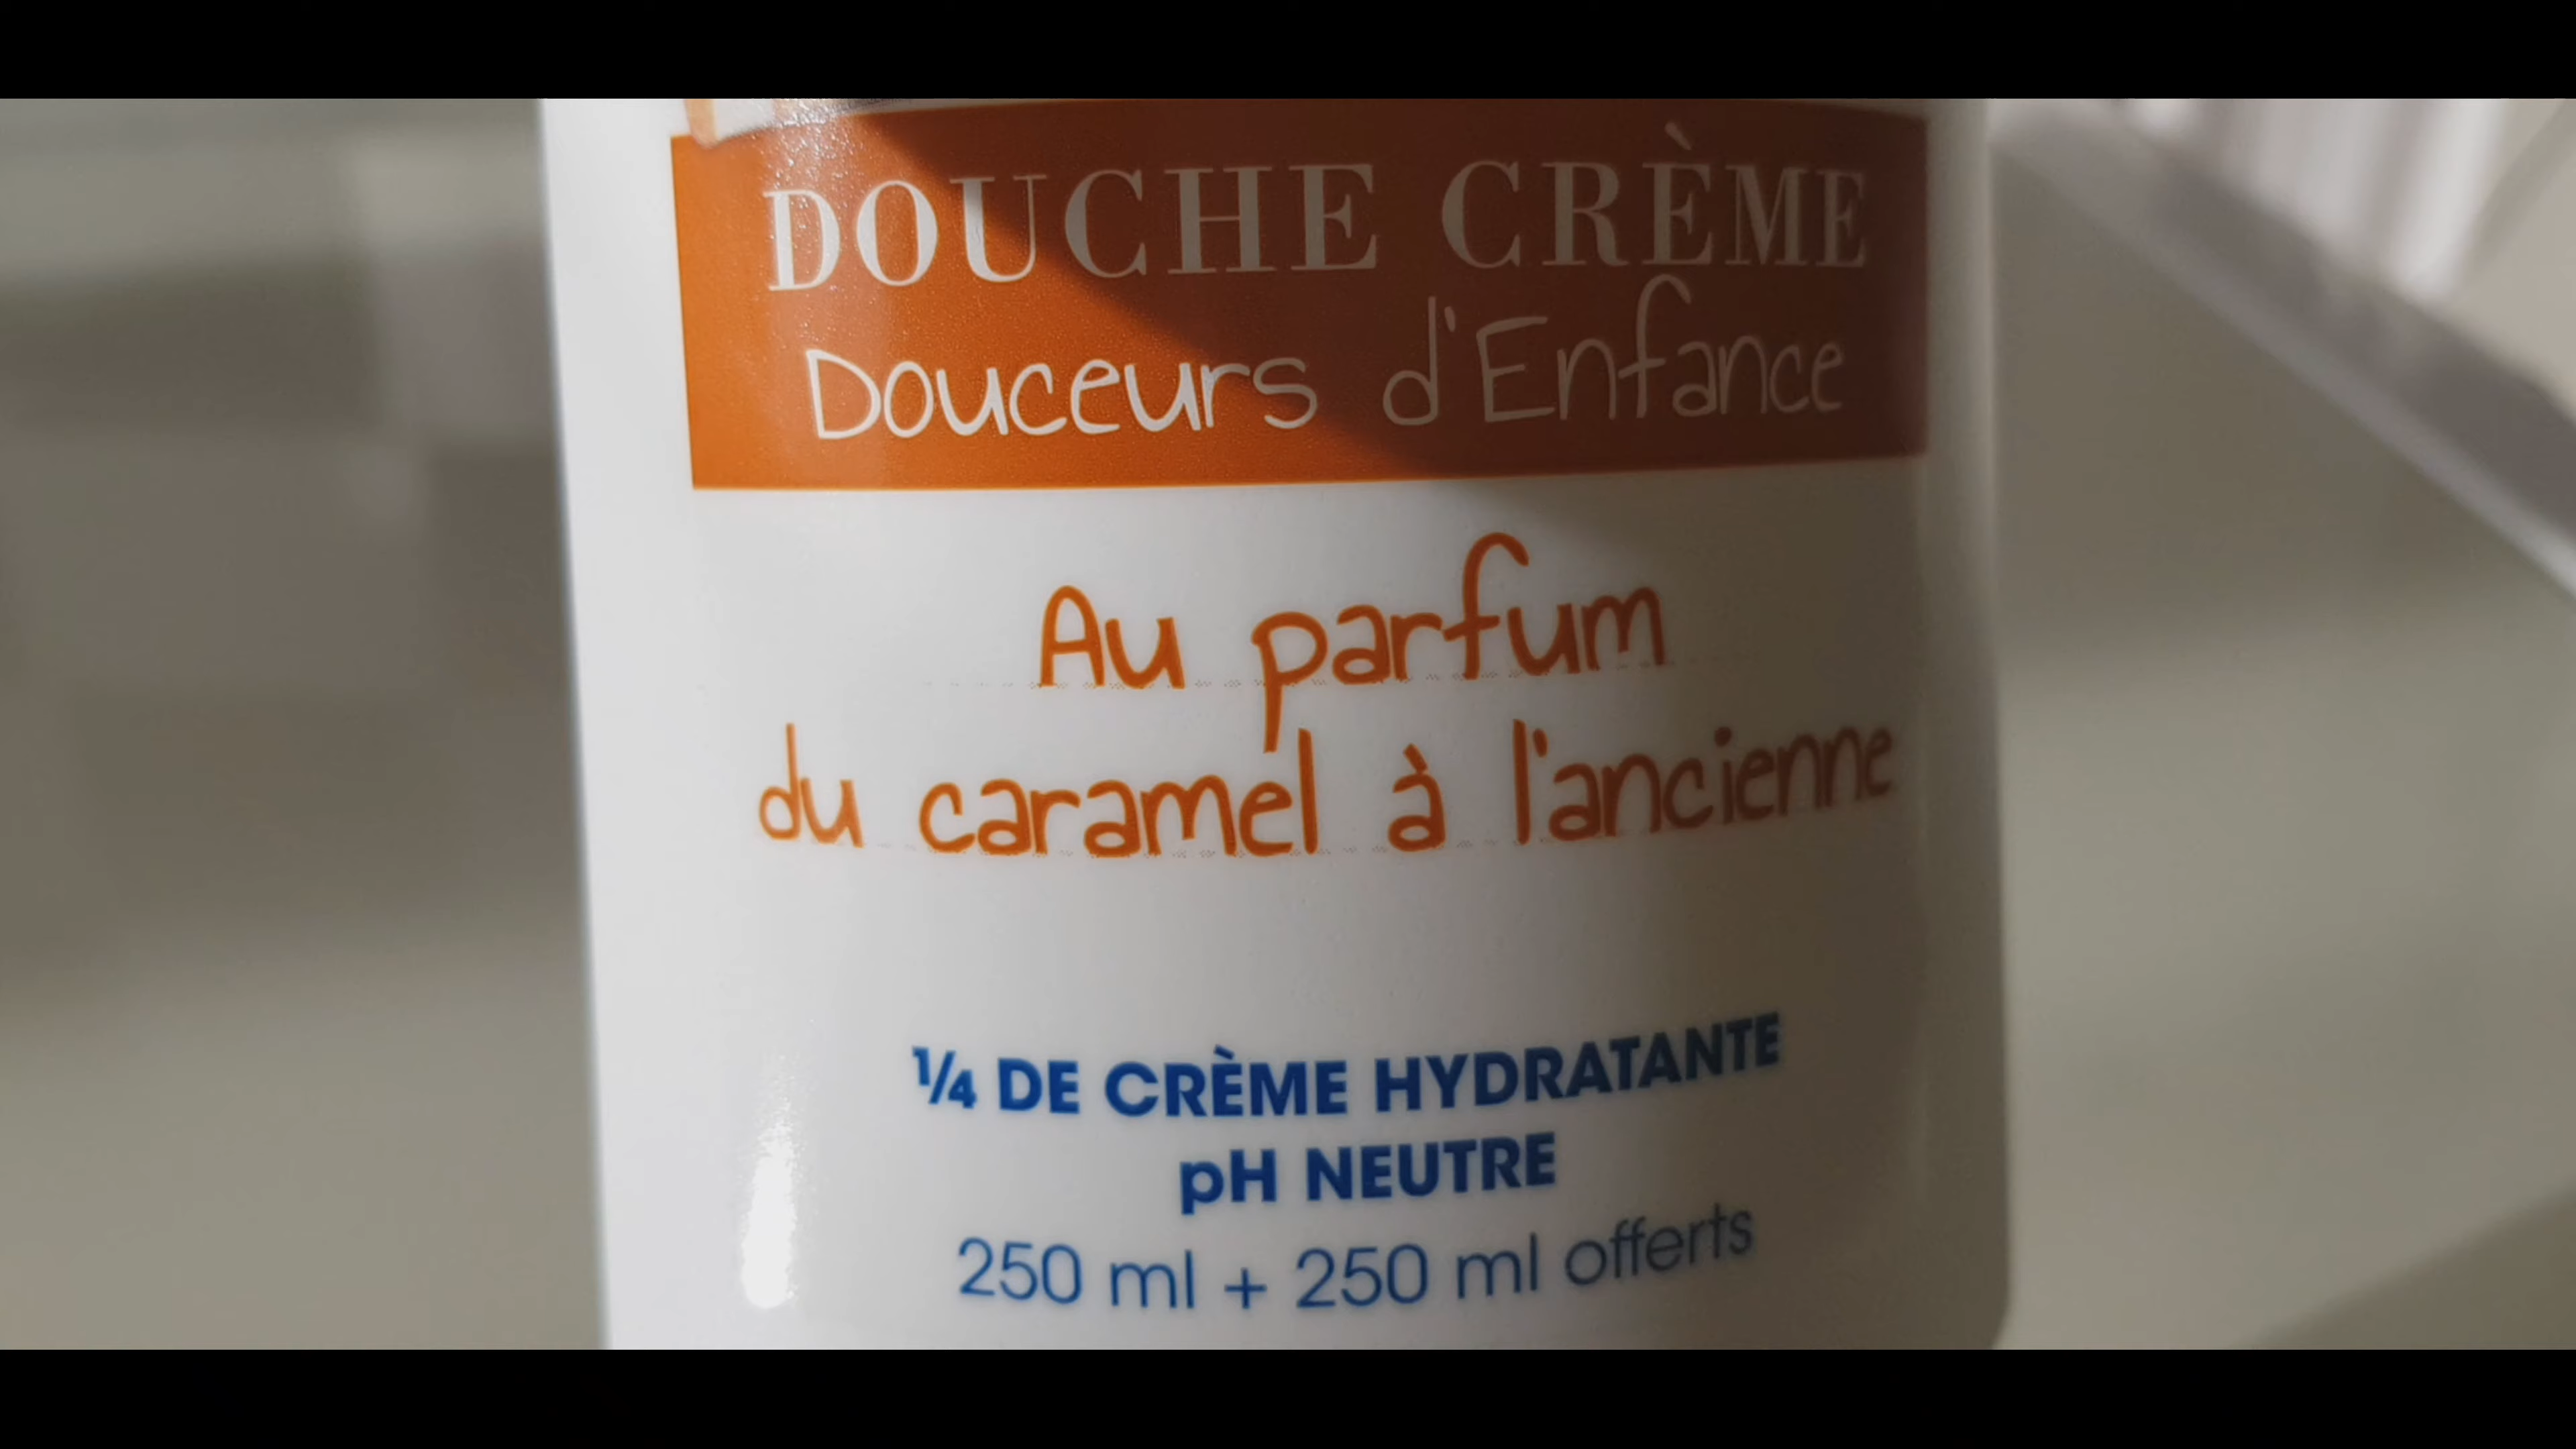 DOUCHE CRÈME
Douceurs d'Enfance
Au parfum
du caramel à l'ancienne
¼ DE CRÈME HYDRATANTE
pH NEUTRE
250 ml + 250 ml offerts